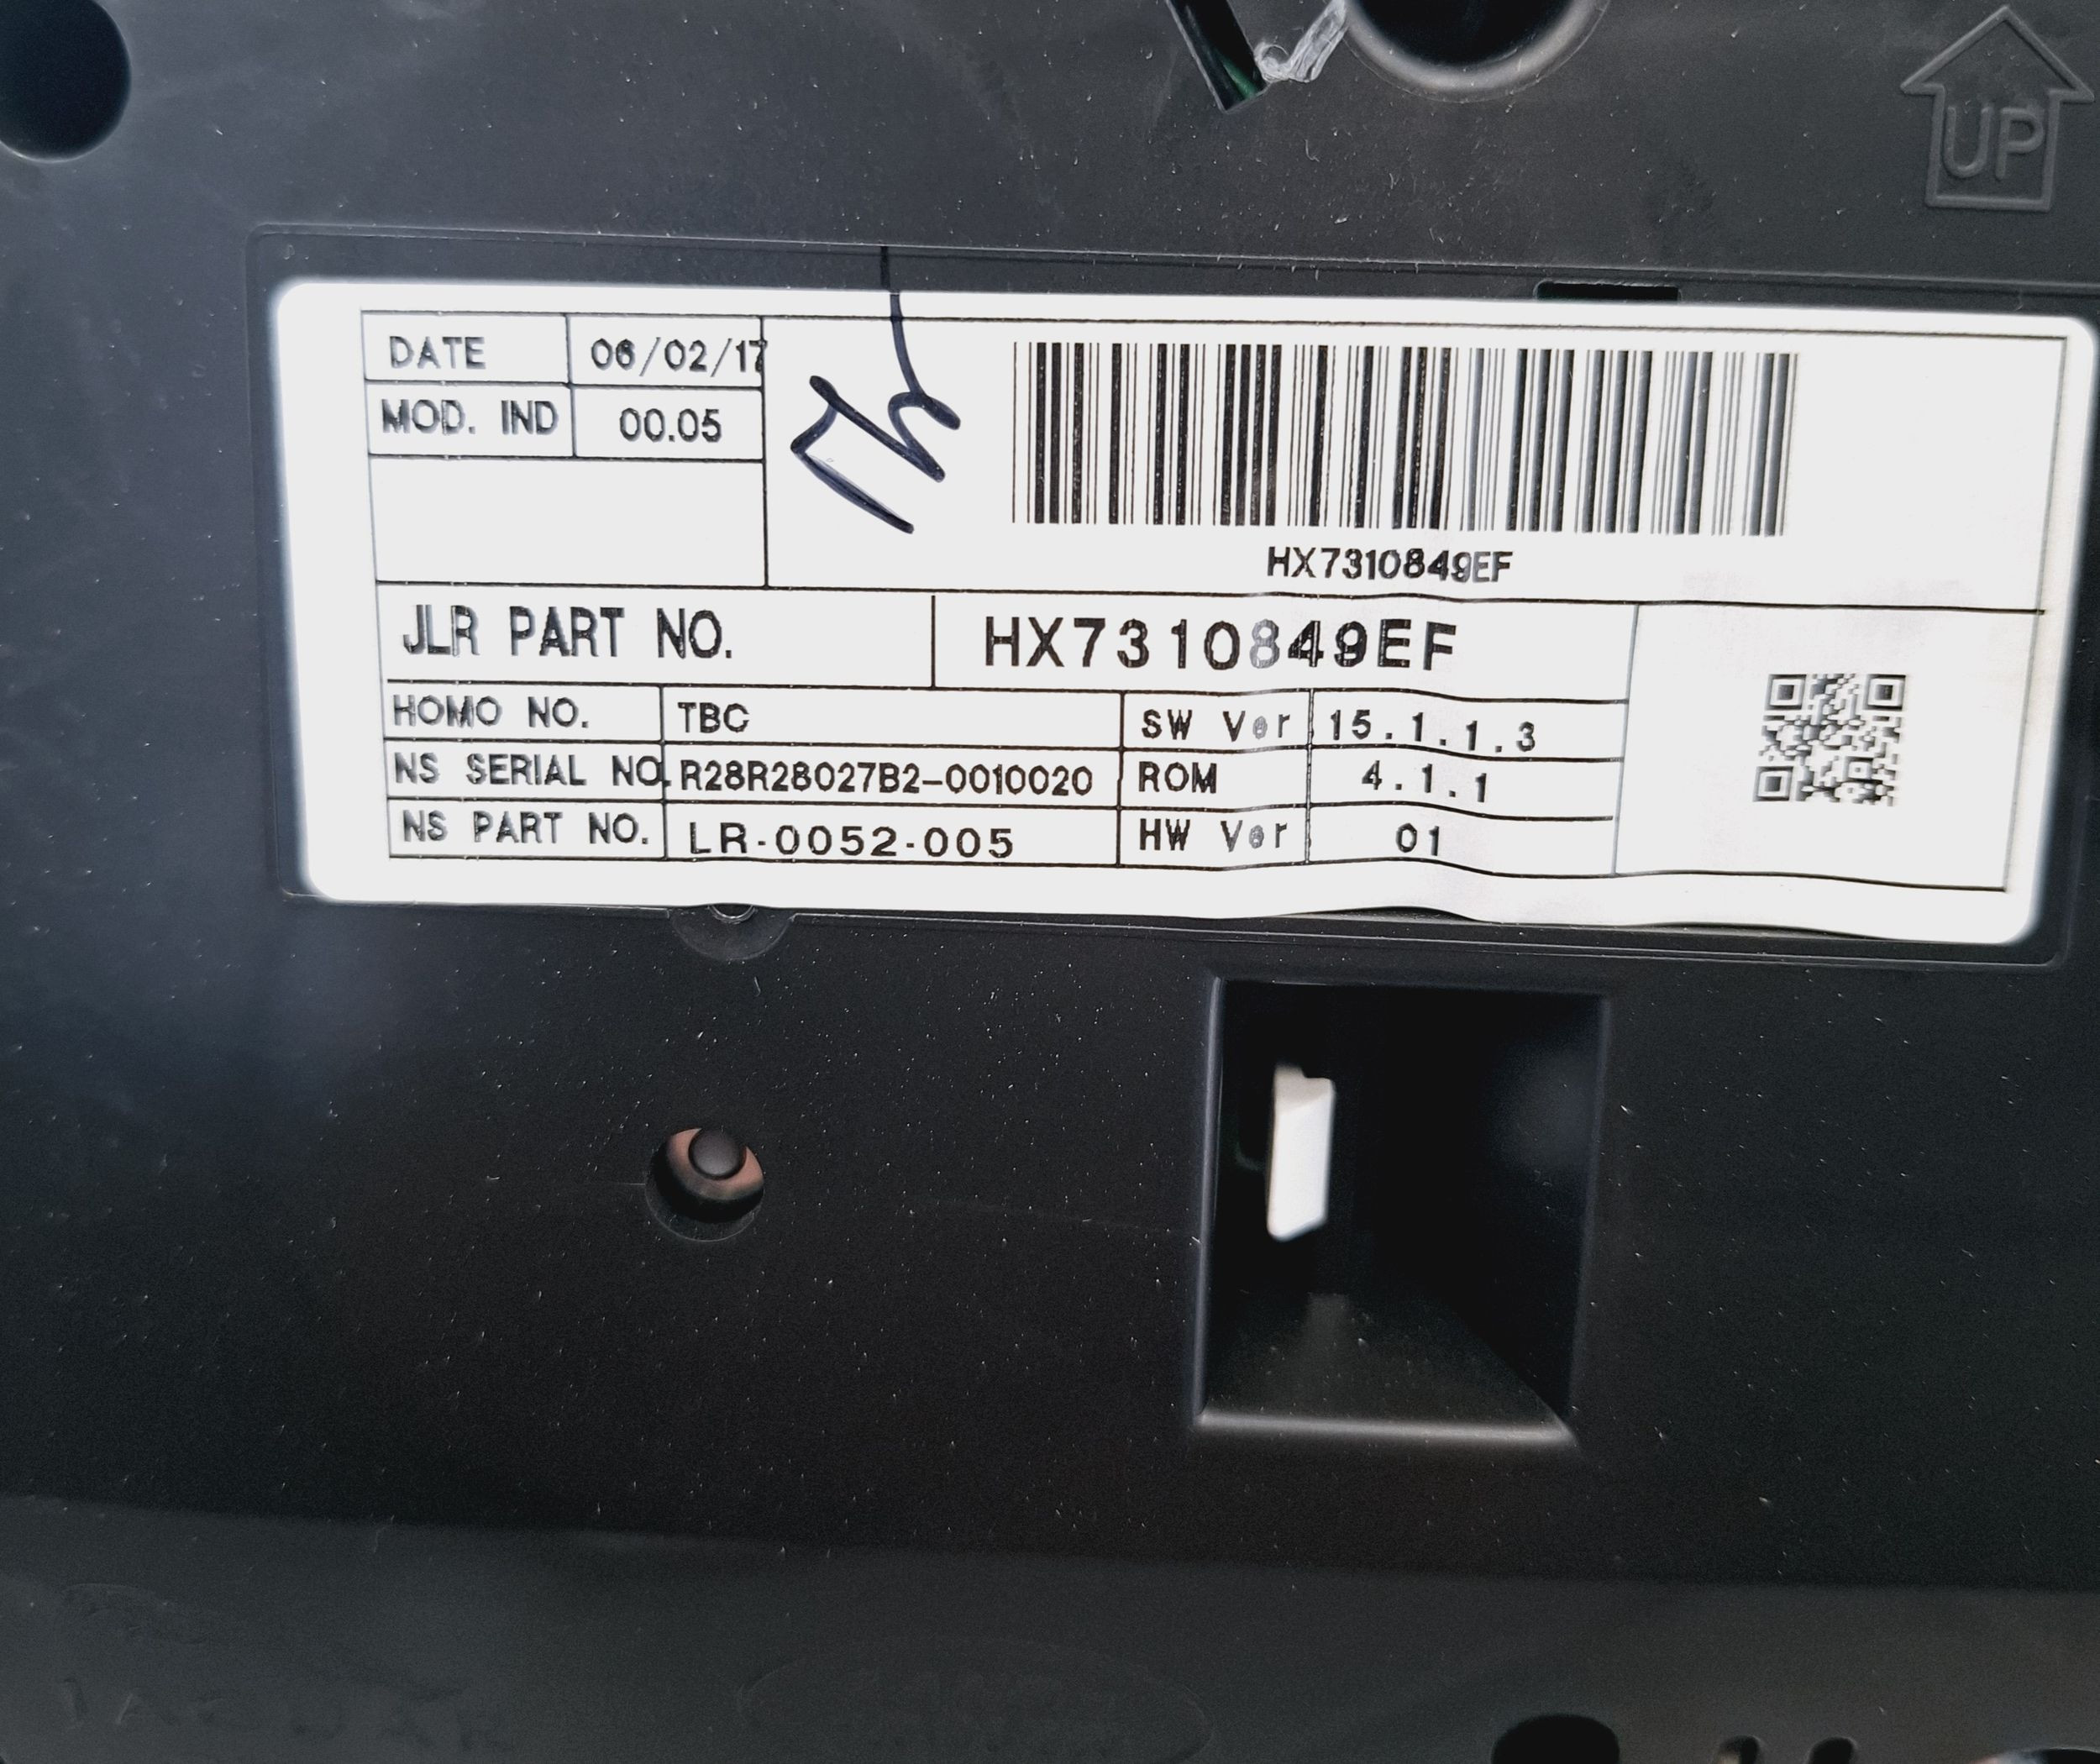 UP
DATE 06/02/17
MOD. IND 00.05
HX7310849EF
JLR PART NO. HX7310849EF
HOMO NO. TBC SW Ver 15.1.1.3
NS SERIAL NO. R28R28027B2-0010020 ROM 4.1.1
NS PART NO. LR-0052-005 HW Ver 01